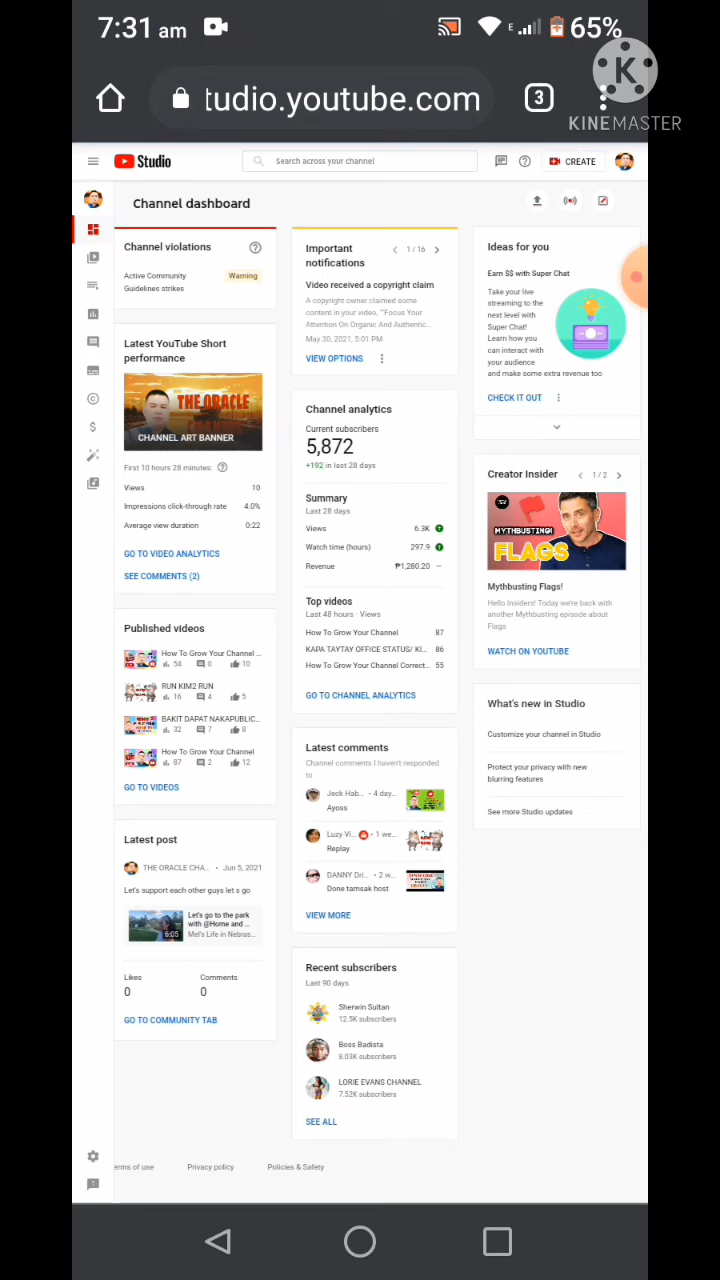 7:31 am
E
65%
tudio.youtube.com
3
K
KINEMASTER
Studio
Search across your channel
CREATE
Channel dashboard
Channel violations
Active Community
Guidelines strikes
Warning
Latest YouTube Short
performance
THE ORACLE
CHANNEL ART BANNER
First 10 hours 28 minutes:
Views 10
Impressions click-through rate 4.0%
Average view duration 0:22
GO TO VIDEO ANALYTICS
SEE COMMENTS (2)
Published videos
How To Grow Your Channel ...
54 0 10
RUN KIM2 RUN
16 4 5
BAKIT DAPAT NAKAPUBLIC...
32 7 8
How To Grow Your Channel
87 2 12
GO TO VIDEOS
Latest post
THE ORACLE CHA... • Jun 5, 2021
Let's support each other guys let s go
Let's go to the park
with @Home and ...
Mel's Life in Nebras...
6:05
Likes Comments
0 0
GO TO COMMUNITY TAB
Important
notifications
1 / 16
Video received a copyright claim
A copyright owner claimed some
content in your video, "'Focus Your
Attention On Organic And Authentic...
May 30, 2021, 5:01 PM
VIEW OPTIONS
Channel analytics
Current subscribers
5,872
+192 in last 28 days
Summary
Last 28 days
Views 6.3K
Watch time (hours) 297.9
Revenue ₱1,280.20 —
Top videos
Last 48 hours · Views
How To Grow Your Channel 87
KAPA TAYTAY OFFICE STATUS/ KI... 86
How To Grow Your Channel Correct... 55
GO TO CHANNEL ANALYTICS
Latest comments
Channel comments I haven't responded
to
Jeck Hab... • 4 day...
Ayoss
Luzy Vi... • 1 we...
Replay
DANNY Dri... • 2 w...
Done tamsak host
VIEW MORE
Recent subscribers
Last 90 days
Sherwin Sultan
12.5K subscribers
Boss Badista
8.03K subscribers
LORIE EVANS CHANNEL
7.52K subscribers
SEE ALL
Ideas for you
Earn $$ with Super Chat
Take your live
streaming to the
next level with
Super Chat!
Learn how you
can interact with
your audience
and make some extra revenue too
CHECK IT OUT
Creator Insider
1 / 2
MYTHBUSTING!
FLAGS
Mythbusting Flags!
Hello Insiders! Today we're back with
another Mythbusting episode about
Flags
WATCH ON YOUTUBE
What's new in Studio
Customize your channel in Studio
Protect your privacy with new
blurring features
See more Studio updates
erms of use
Privacy policy
Policies & Safety